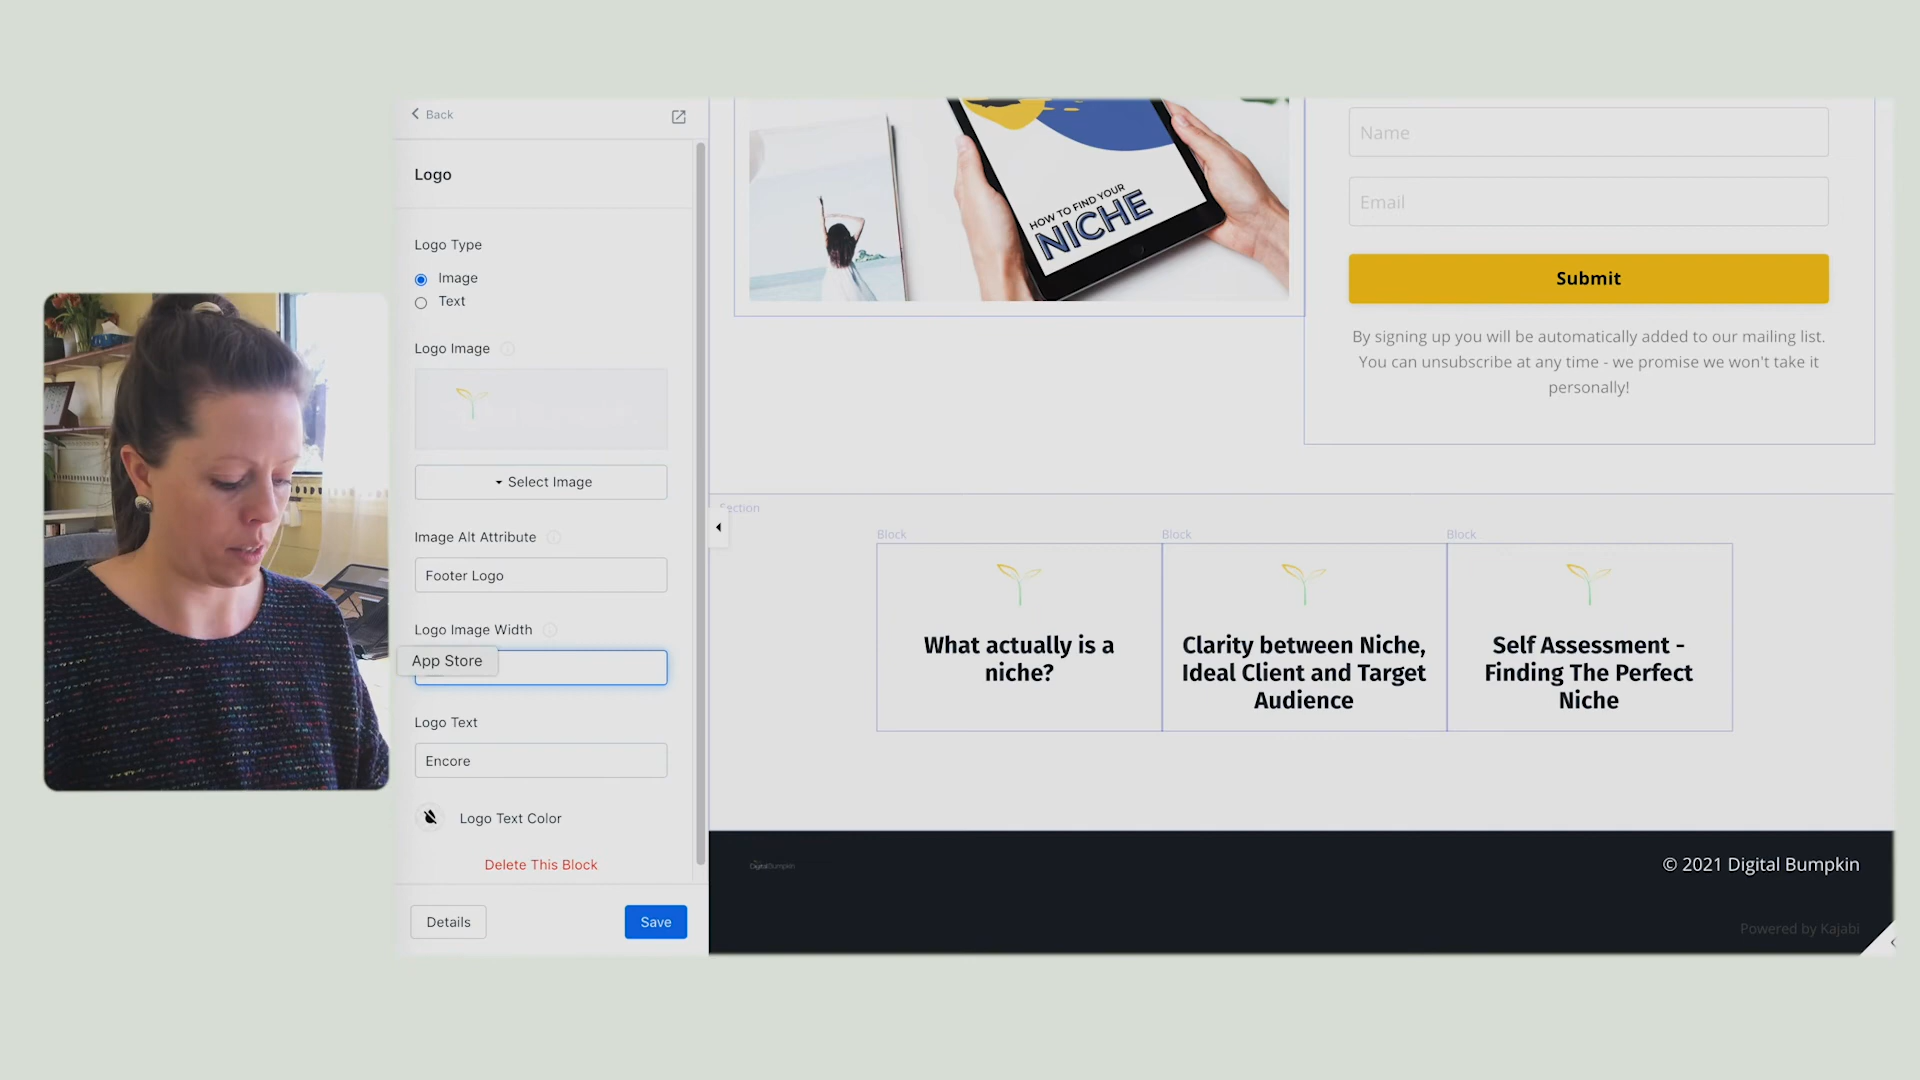 Back
Logo
Logo Type
Image
Text
Logo Image
Select Image
Image Alt Attribute
Footer Logo
Logo Image Width
App Store
Logo Text
Encore
Logo Text Color
Delete This Block
Details
Save
HOW TO FIND YOUR
NICHE
Name
Email
Submit
By signing up you will be automatically added to our mailing list.
You can unsubscribe at any time - we promise we won't take it
personally!
Section
Block
Block
Block
What actually is a
niche?
Clarity between Niche,
Ideal Client and Target
Audience
Self Assessment -
Finding The Perfect
Niche
DigitalBumpkin
© 2021 Digital Bumpkin
Powered by Kajabi